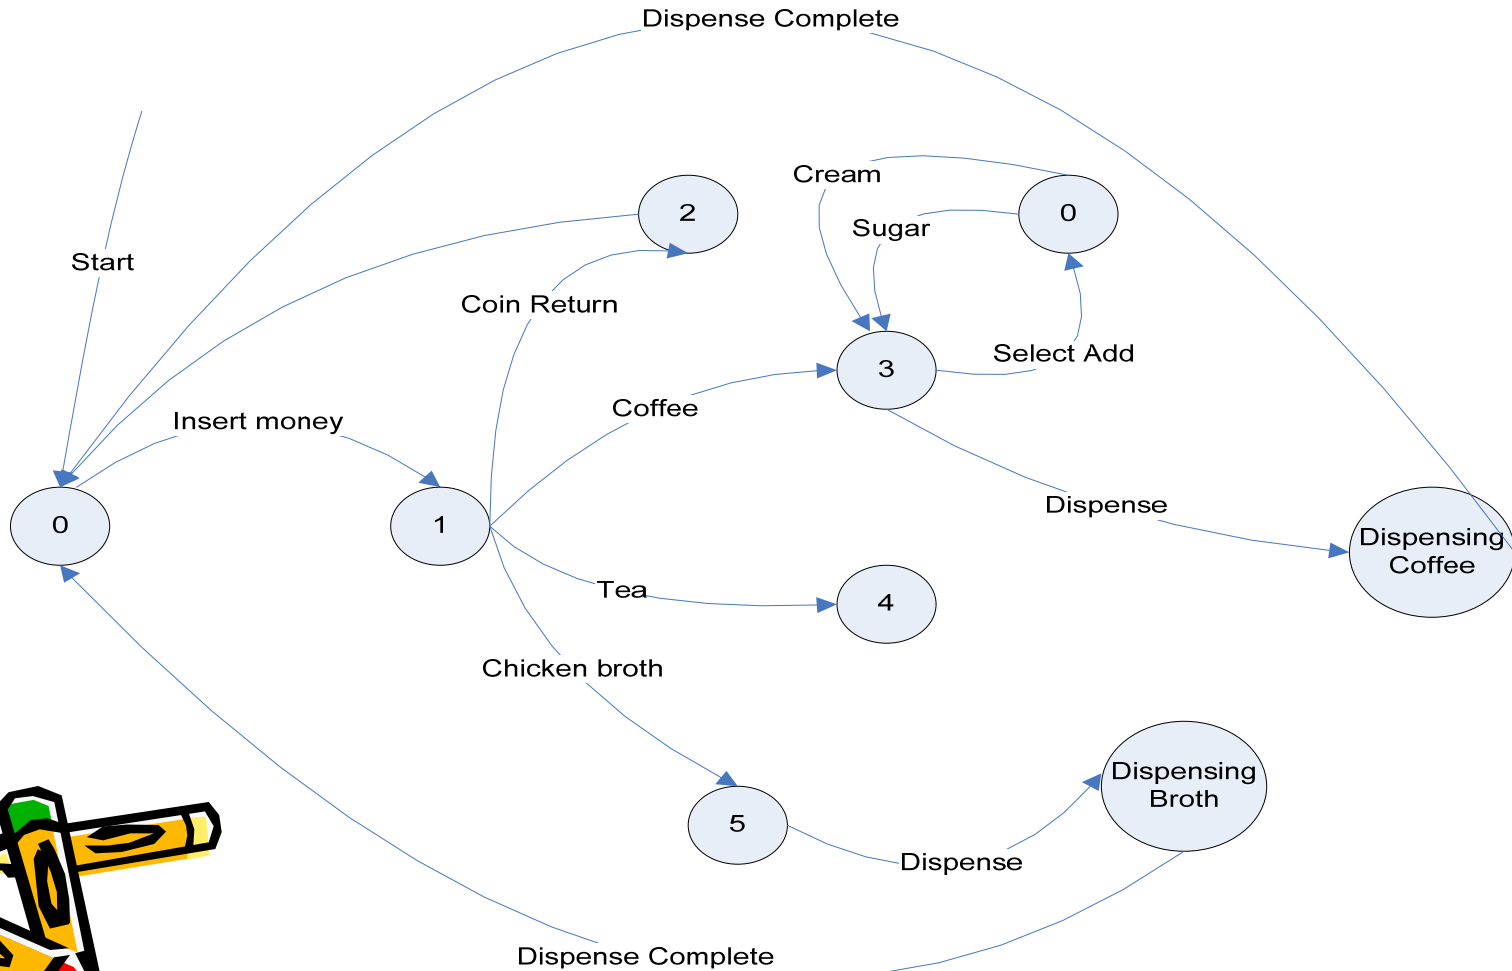 Dispense Complete
Cream
2
0
Sugar
Start
Coin Return
Select Add
3
Coffee
Insert money
Dispense
0
1
Dispensing
Coffee
Tea
4
Chicken broth
Dispensing
Broth
5
Dispense
Dispense Complete